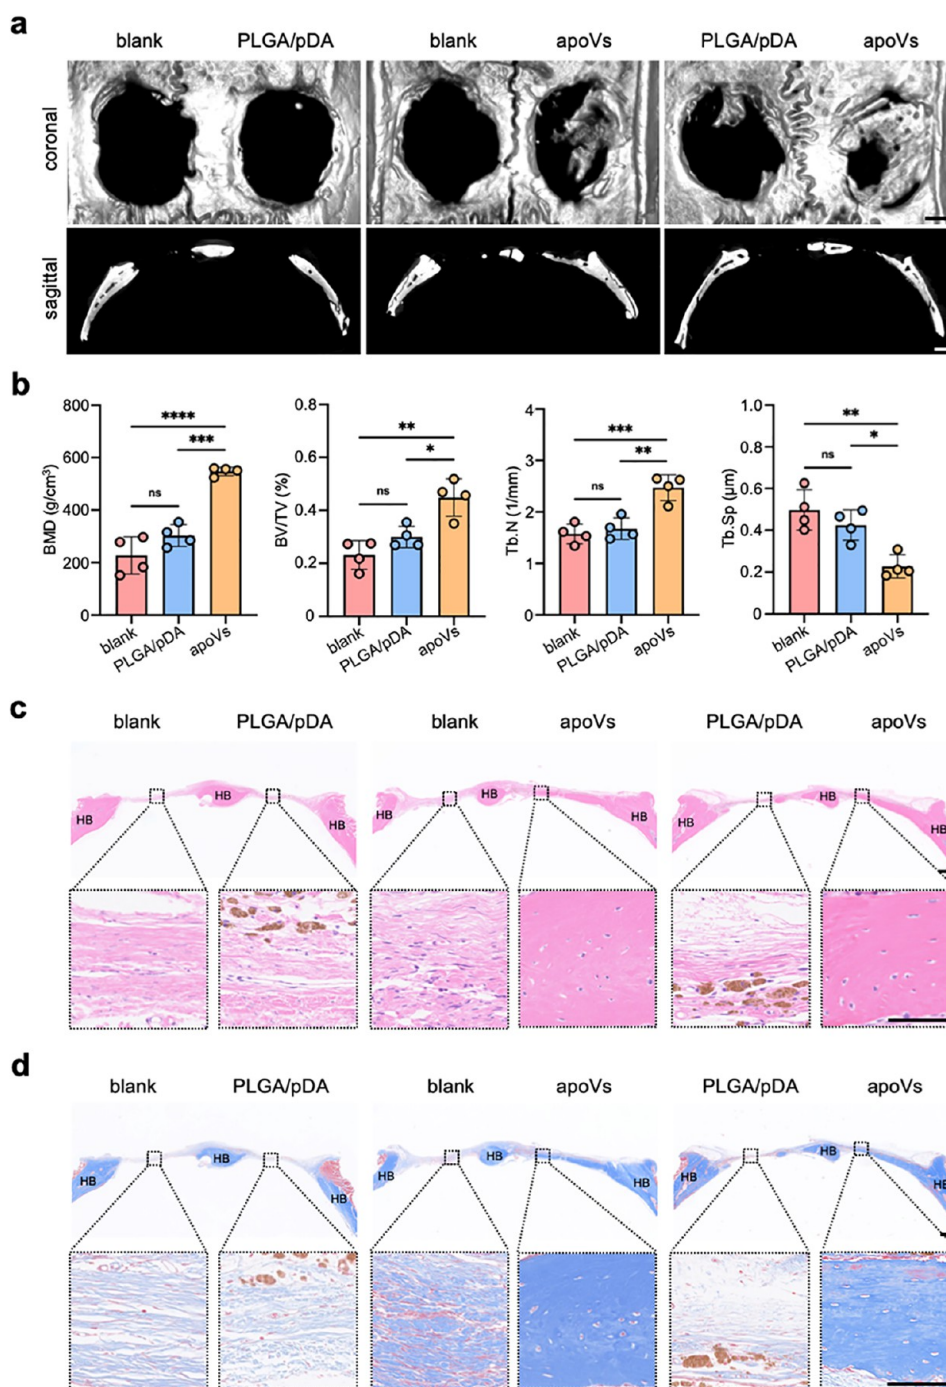 a
blank PLGA/pDA blank apoVs PLGA/pDA apoVs
coronal
sagittal
b
**** 
***
ns
800
600
400
200
0
BMD (g/cm³)
blank PLGA/pDA apoVs
**
*
ns
0.8
0.6
0.4
0.2
0
BV/TV (%)
blank PLGA/pDA apoVs
***
**
ns
4
3
2
1
0
Tb.N (1/mm)
blank PLGA/pDA apoVs
**
*
ns
1.0
0.8
0.6
0.4
0.2
0
Tb.Sp (μm)
blank PLGA/pDA apoVs
c
blank PLGA/pDA blank apoVs PLGA/pDA apoVs
HB HB HB HB HB HB HB HB HB
d
blank PLGA/pDA blank apoVs PLGA/pDA apoVs
HB HB HB HB HB HB HB HB HB